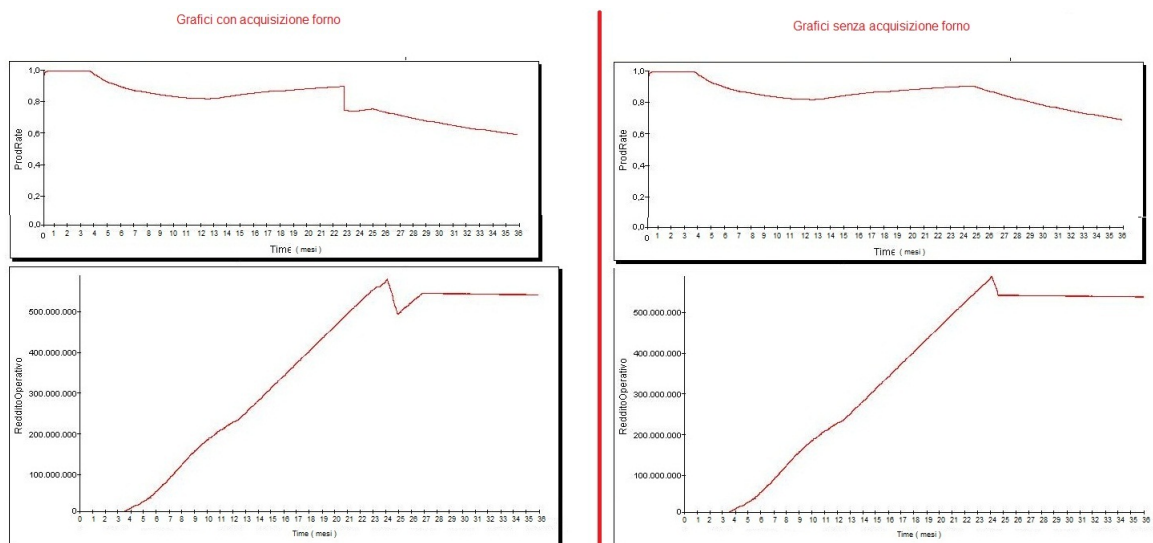 Grafici con acquisizione forno
Grafici senza acquisizione forno
1,0
0,8
0,6
0,4
0,2
0,0
ProdRate
0 1 2 3 4 5 6 7 8 9 10 11 12 13 14 15 16 17 18 19 20 21 22 23 24 25 26 27 28 29 30 31 32 33 34 35 36
Time ( mesi )
1,0
0,8
0,6
0,4
0,2
0,0
ProdRate
0 1 2 3 4 5 6 7 8 9 10 11 12 13 14 15 16 17 18 19 20 21 22 23 24 25 26 27 28 29 30 31 32 33 34 35 36
Time ( mesi )
500.000.000
400.000.000
300.000.000
200.000.000
100.000.000
0
RedditoOperativo
0 1 2 3 4 5 6 7 8 9 10 11 12 13 14 15 16 17 18 19 20 21 22 23 24 25 26 27 28 29 30 31 32 33 34 35 36
Time ( mesi )
500.000.000
400.000.000
300.000.000
200.000.000
100.000.000
0
RedditoOperativo
0 1 2 3 4 5 6 7 8 9 10 11 12 13 14 15 16 17 18 19 20 21 22 23 24 25 26 27 28 29 30 31 32 33 34 35 36
Time ( mesi )